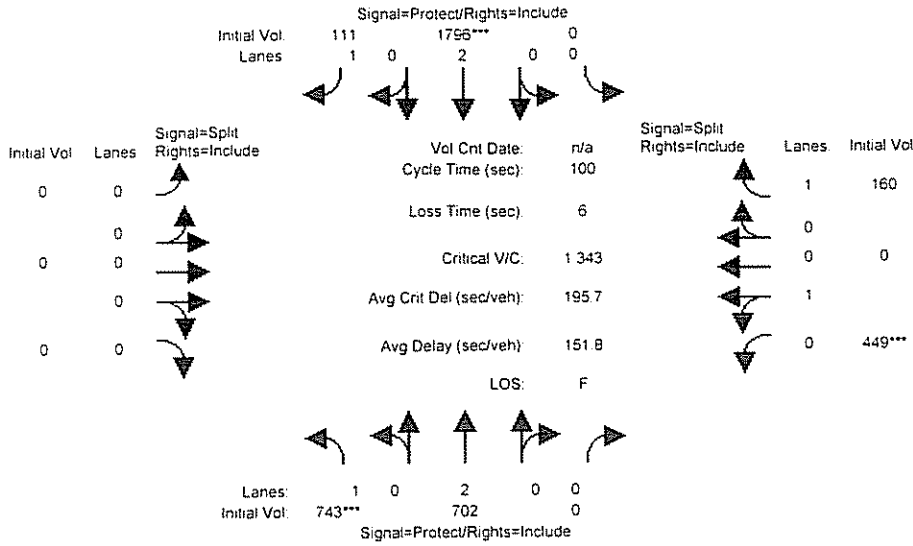 Signal=Protect/Rights=Include
Initial Vol: 111 1796*** 0
Lanes: 1 0 2 0 0
Signal=Split
Rights=Include
Initial Vol Lanes
0 0
0
0 0
0
0 0
Vol Cnt Date: n/a
Cycle Time (sec): 100
Loss Time (sec): 6
Critical V/C: 1.343
Avg Crit Del (sec/veh): 195.7
Avg Delay (sec/veh): 151.8
LOS: F
Signal=Split
Rights=Include
Lanes: Initial Vol
1 160
0
0 0
1
0 449***
Lanes: 1 0 2 0 0
Initial Vol: 743*** 702 0
Signal=Protect/Rights=Include